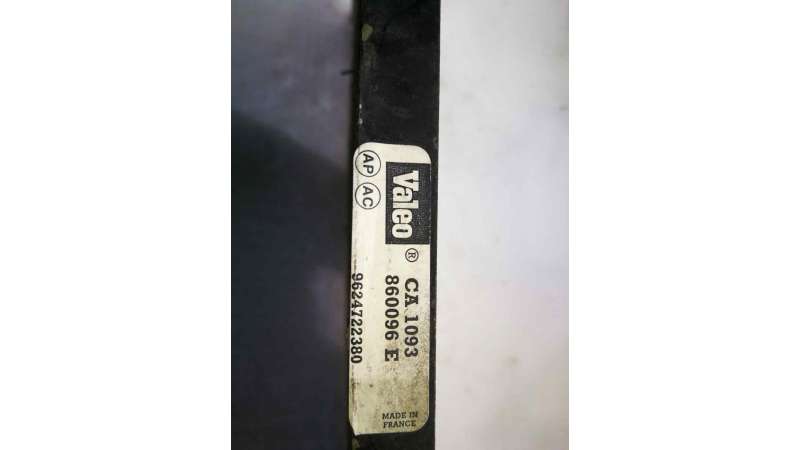 AP AC
Valeo ®
CA 1093
860096 E
9624722380
MADE IN
FRANCE